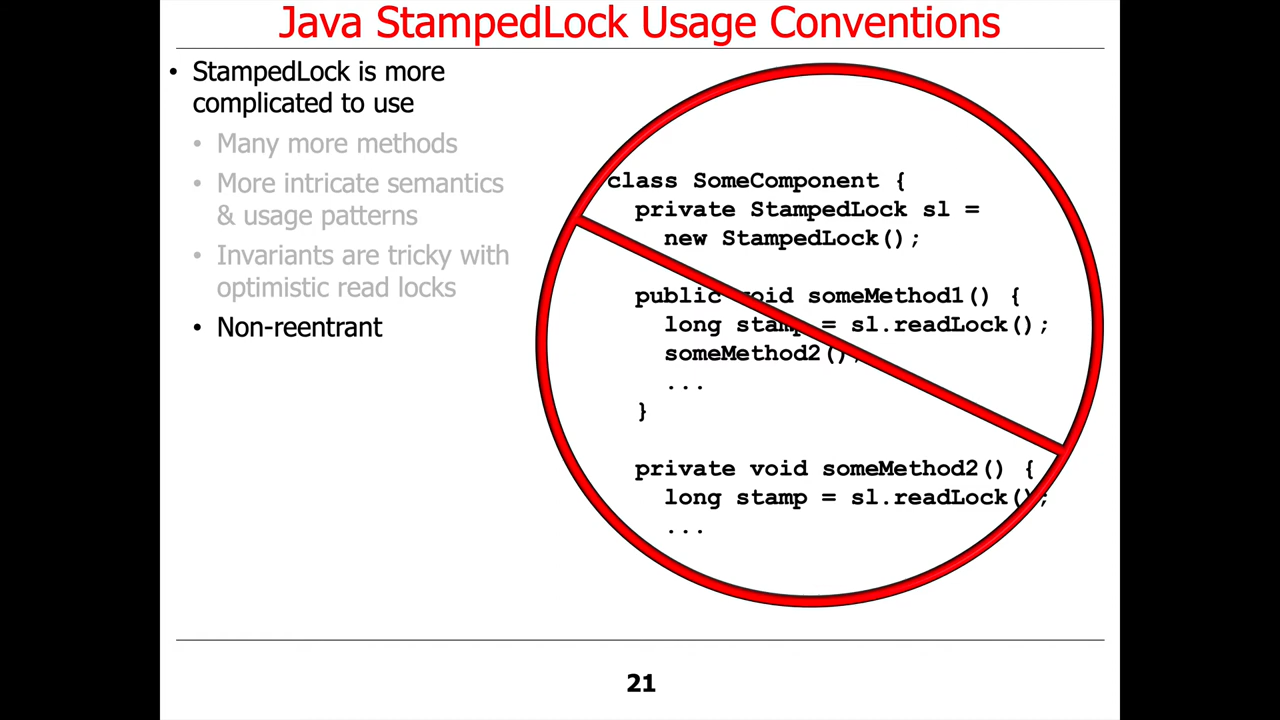 Java StampedLock Usage Conventions
• StampedLock is more
complicated to use
• Many more methods
• More intricate semantics
& usage patterns
• Invariants are tricky with
optimistic read locks
• Non-reentrant
class SomeComponent {
private StampedLock sl =
new StampedLock();
public void someMethod1() {
long stamp = sl.readLock();
someMethod2();
...
}
private void someMethod2() {
long stamp = sl.readLock();
...
21